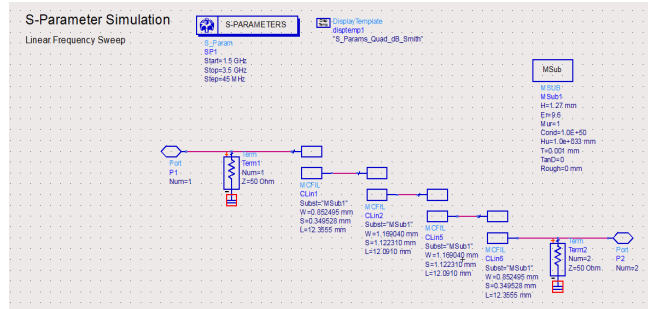 S-Parameter Simulation
Linear Frequency Sweep
S-PARAMETERS
S_Param
SP1
Start=1.5 GHz
Stop=3.5 GHz
Step=45 MHz
DisplayTemplate
disptemp1
"S_Params_Quad_dB_Smith"
MSub
MSUB
MSub1
H=1.27 mm
Er=9.6
Mur=1
Cond=1.0E+50
Hu=1.0e+033 mm
T=0.001 mm
TanD=0
Rough=0 mm
Port
P1
Num=1
Term
Term1
Num=1
Z=50 Ohm
MCFIL
CLin1
Subst="MSub1"
W=0.852495 mm
S=0.349528 mm
L=12.3555 mm
MCFIL
CLin2
Subst="MSub1"
W=1.169040 mm
S=1.122310 mm
L=12.0910 mm
MCFIL
CLin5
Subst="MSub1"
W=1.169040 mm
S=1.122310 mm
L=12.0910 mm
MCFIL
CLin6
Subst="MSub1"
W=0.852495 mm
S=0.349528 mm
L=12.3555 mm
Term
Term2
Num=2
Z=50 Ohm
Port
P2
Num=2